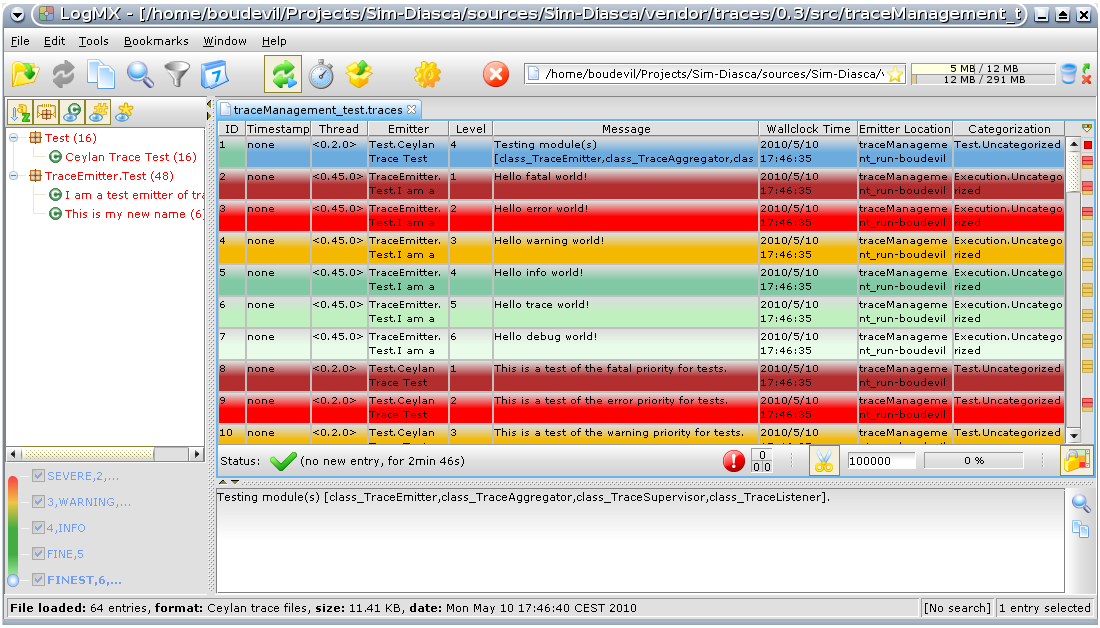 LogMX - [/home/boudevil/Projects/Sim-Diasca/sources/Sim-Diasca/vendor/traces/0.3/src/traceManagement_t
File Edit Tools Bookmarks Window Help
7
/home/boudevil/Projects/Sim-Diasca/sources/Sim-Diasca/
5 MB / 12 MB
12 MB / 291 MB
traceManagement_test.traces
Test (16)
Ceylan Trace Test (16)
TraceEmitter.Test (48)
I am a test emitter of tra
This is my new name (6)
ID Timestamp Thread Emitter Level Message Wallclock Time Emitter Location Categorization
1 none <0.2.0> Test.Ceylan 4 Testing module(s) 2010/5/10 traceManageme Test.Uncategorized
Trace Test [class_TraceEmitter,class_TraceAggregator,clas 17:46:35 nt_run-boudevil
2 none <0.45.0> TraceEmitter. 1 Hello fatal world! 2010/5/10 traceManageme Execution.Uncatego
Test.I am a 17:46:35 nt_run-boudevil rized
3 none <0.45.0> TraceEmitter. 2 Hello error world! 2010/5/10 traceManageme Execution.Uncatego
Test.I am a 17:46:35 nt_run-boudevil rized
4 none <0.45.0> TraceEmitter. 3 Hello warning world! 2010/5/10 traceManageme Execution.Uncatego
Test.I am a 17:46:35 nt_run-boudevil rized
5 none <0.45.0> TraceEmitter. 4 Hello info world! 2010/5/10 traceManageme Execution.Uncatego
Test.I am a 17:46:35 nt_run-boudevil rized
6 none <0.45.0> TraceEmitter. 5 Hello trace world! 2010/5/10 traceManageme Execution.Uncatego
Test.I am a 17:46:35 nt_run-boudevil rized
7 none <0.45.0> TraceEmitter. 6 Hello debug world! 2010/5/10 traceManageme Execution.Uncatego
Test.I am a 17:46:35 nt_run-boudevil rized
8 none <0.2.0> Test.Ceylan 1 This is a test of the fatal priority for tests. 2010/5/10 traceManageme Test.Uncategorized
Trace Test 17:46:35 nt_run-boudevil
9 none <0.2.0> Test.Ceylan 2 This is a test of the error priority for tests. 2010/5/10 traceManageme Test.Uncategorized
Trace Test 17:46:35 nt_run-boudevil
10 none <0.2.0> Test.Ceylan 3 This is a test of the warning priority for tests. 2010/5/10 traceManageme Test.Uncategorized
Status: (no new entry, for 2min 46s) 0 0 0 100000 0 %
SEVERE,2,...
3,WARNING,...
4,INFO
FINE,5
FINEST,6,...
Testing module(s) [class_TraceEmitter,class_TraceAggregator,class_TraceSupervisor,class_TraceListener].
File loaded: 64 entries, format: Ceylan trace files, size: 11.41 KB, date: Mon May 10 17:46:40 CEST 2010 [No search] 1 entry selected